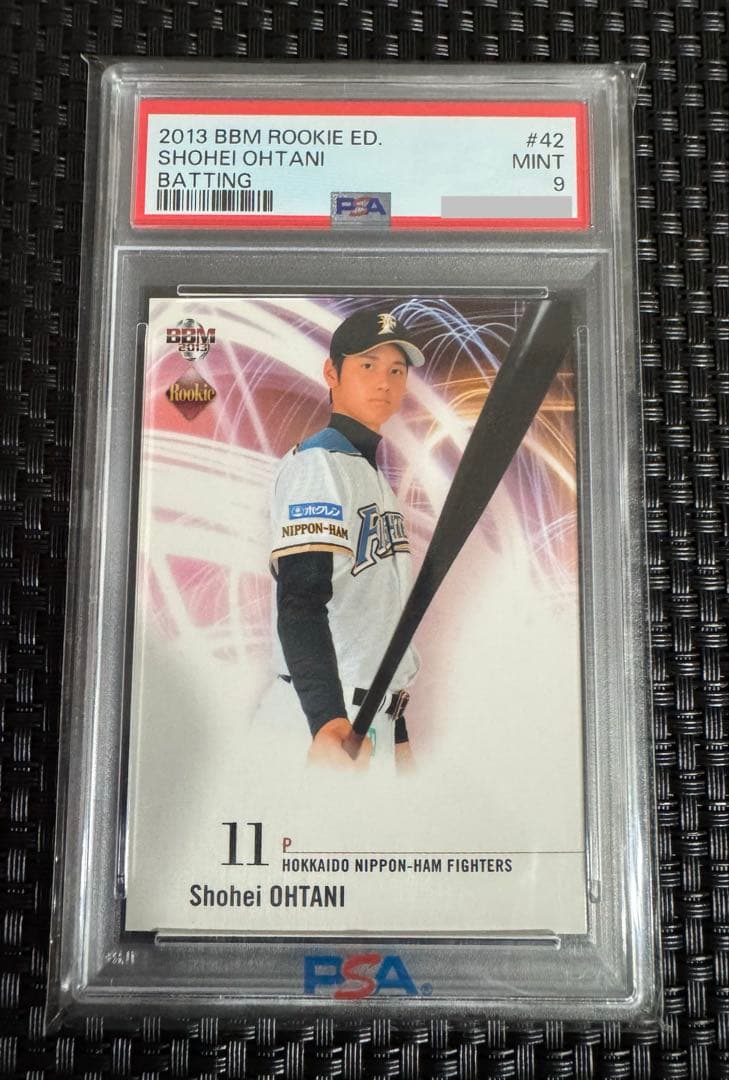 2013 BBM ROOKIE ED. #42
SHOHEI OHTANI MINT
BATTING 9
PSA
BBM
2013
Rookie
ホクレン
NIPPON-HAM
11 P
HOKKAIDO NIPPON-HAM FIGHTERS
Shohei OHTANI
PSA